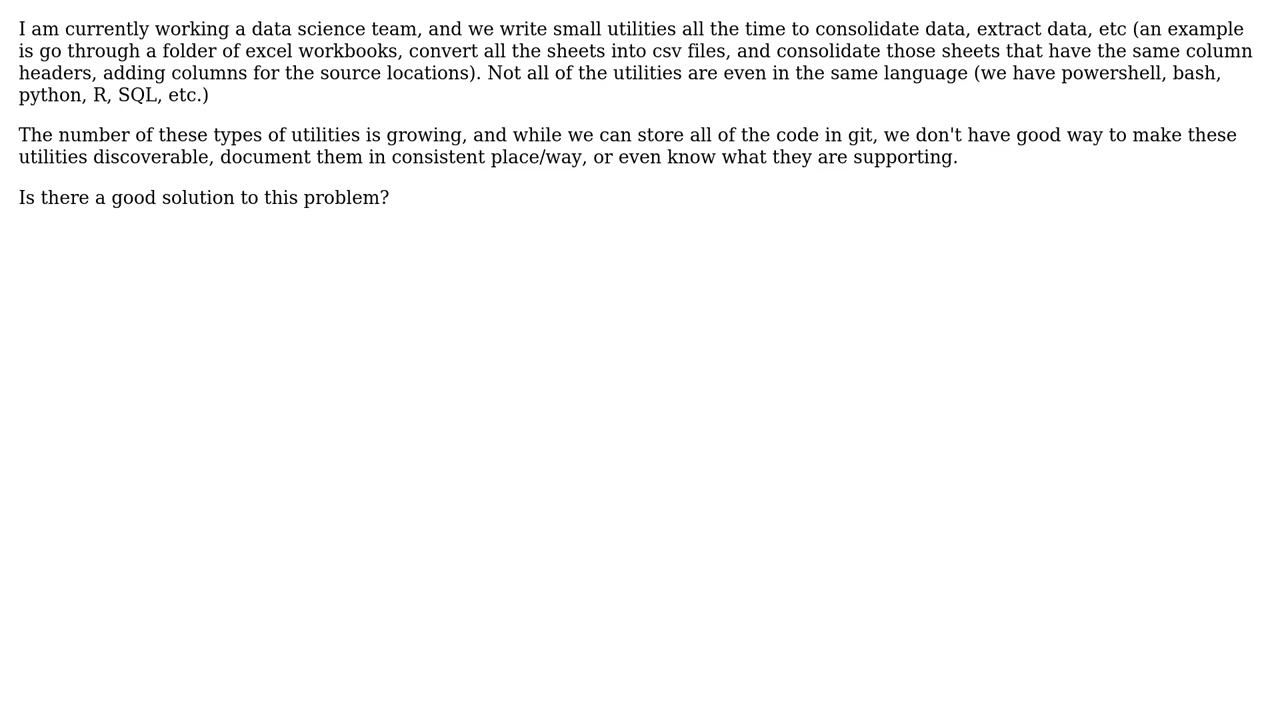 I am currently working a data science team, and we write small utilities all the time to consolidate data, extract data, etc (an example
is go through a folder of excel workbooks, convert all the sheets into csv files, and consolidate those sheets that have the same column
headers, adding columns for the source locations). Not all of the utilities are even in the same language (we have powershell, bash,
python, R, SQL, etc.)
The number of these types of utilities is growing, and while we can store all of the code in git, we don't have good way to make these
utilities discoverable, document them in consistent place/way, or even know what they are supporting.
Is there a good solution to this problem?